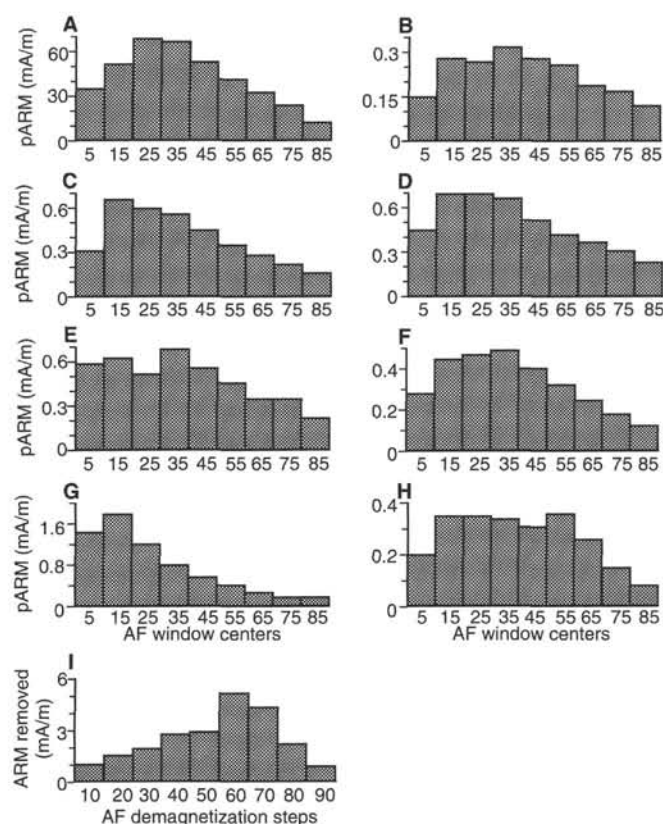 A
pARM (mA/m)
60
30
0
5 15 25 35 45 55 65 75 85
B
0.3
0.15
0
5 15 25 35 45 55 65 75 85
C
pARM (mA/m)
0.6
0.3
0
5 15 25 35 45 55 65 75 85
D
0.6
0.3
0
5 15 25 35 45 55 65 75 85
E
pARM (mA/m)
0.6
0.3
0
5 15 25 35 45 55 65 75 85
F
0.4
0.2
0
5 15 25 35 45 55 65 75 85
G
pARM (mA/m)
1.6
0.8
0
5 15 25 35 45 55 65 75 85
AF window centers
H
0.4
0.2
0
5 15 25 35 45 55 65 75 85
AF window centers
I
ARM removed
(mA/m)
6
3
0
10 20 30 40 50 60 70 80 90
AF demagnetization steps